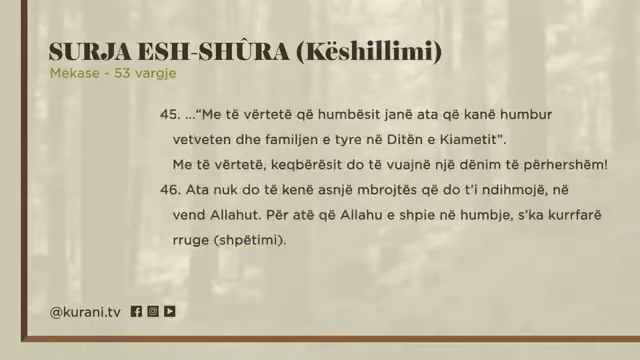 SURJA ESH-SHÛRA (Këshillimi)
Mekase - 53 vargje
45. ...“Me të vërtetë që humbësit janë ata që kanë humbur
vetveten dhe familjen e tyre në Ditën e Kiametit”.
Me të vërtetë, keqbërësit do të vuajnë një dënim të përhershëm!
46. Ata nuk do të kenë asnjë mbrojtës që do t’i ndihmojë, në
vend Allahut. Për atë që Allahu e shpie në humbje, s’ka kurrfarë
rruge (shpëtimi).
@kurani.tv